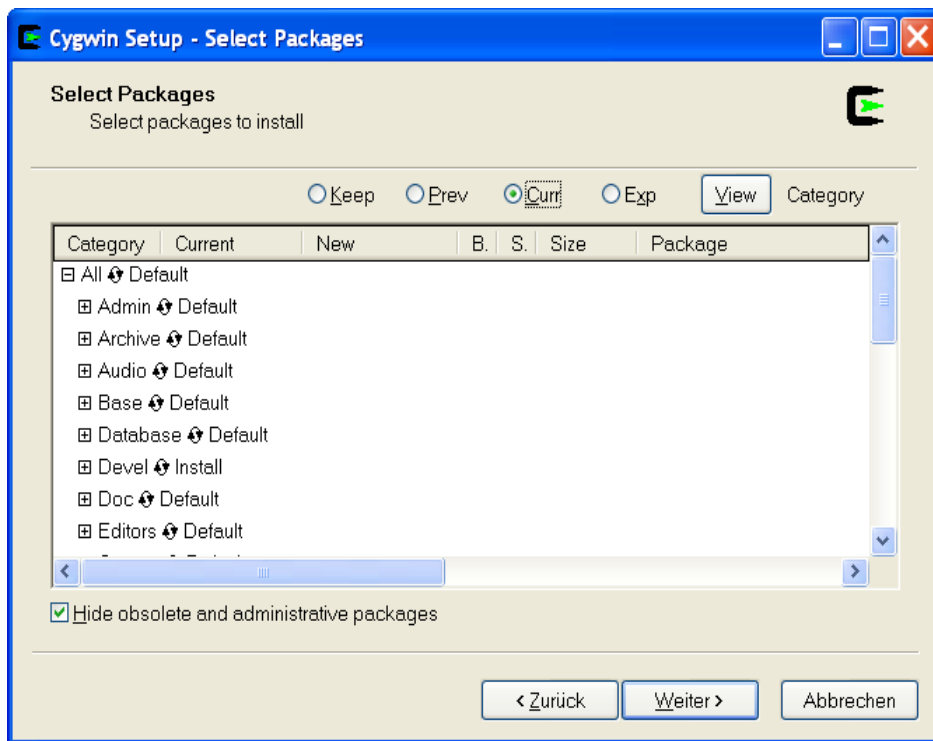 Cygwin Setup - Select Packages
Select Packages
Select packages to install
Keep Prev Curr Exp View Category
Category Current New B. S. Size Package
All Default
Admin Default
Archive Default
Audio Default
Base Default
Database Default
Devel Install
Doc Default
Editors Default
Hide obsolete and administrative packages
< Zurück Weiter > Abbrechen